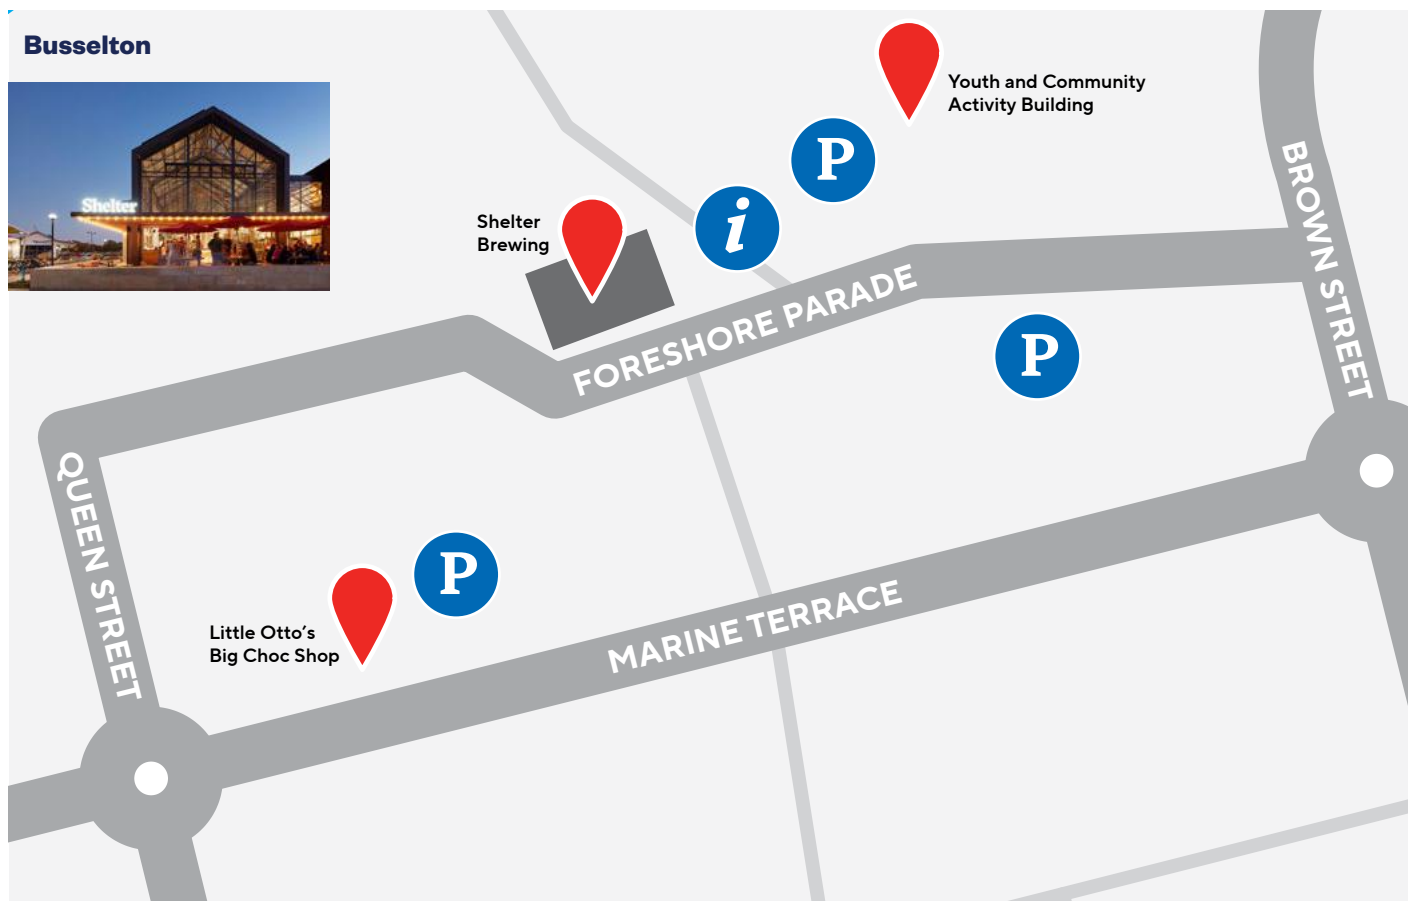 Busselton
Shelter
Youth and Community
Activity Building
P
i
Shelter
Brewing
BROWN STREET
FORESHORE PARADE
P
QUEEN STREET
P
MARINE TERRACE
Little Otto’s
Big Choc Shop